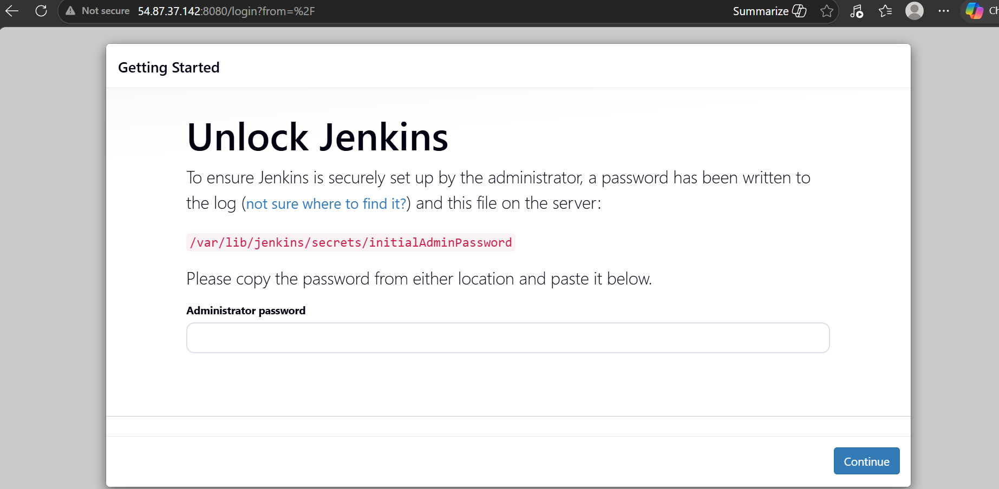 Not secure 54.87.37.142:8080/login?from=%2F Summarize
Getting Started
Unlock Jenkins
To ensure Jenkins is securely set up by the administrator, a password has been written to
the log (not sure where to find it?) and this file on the server:
/var/lib/jenkins/secrets/initialAdminPassword
Please copy the password from either location and paste it below.
Administrator password
Continue